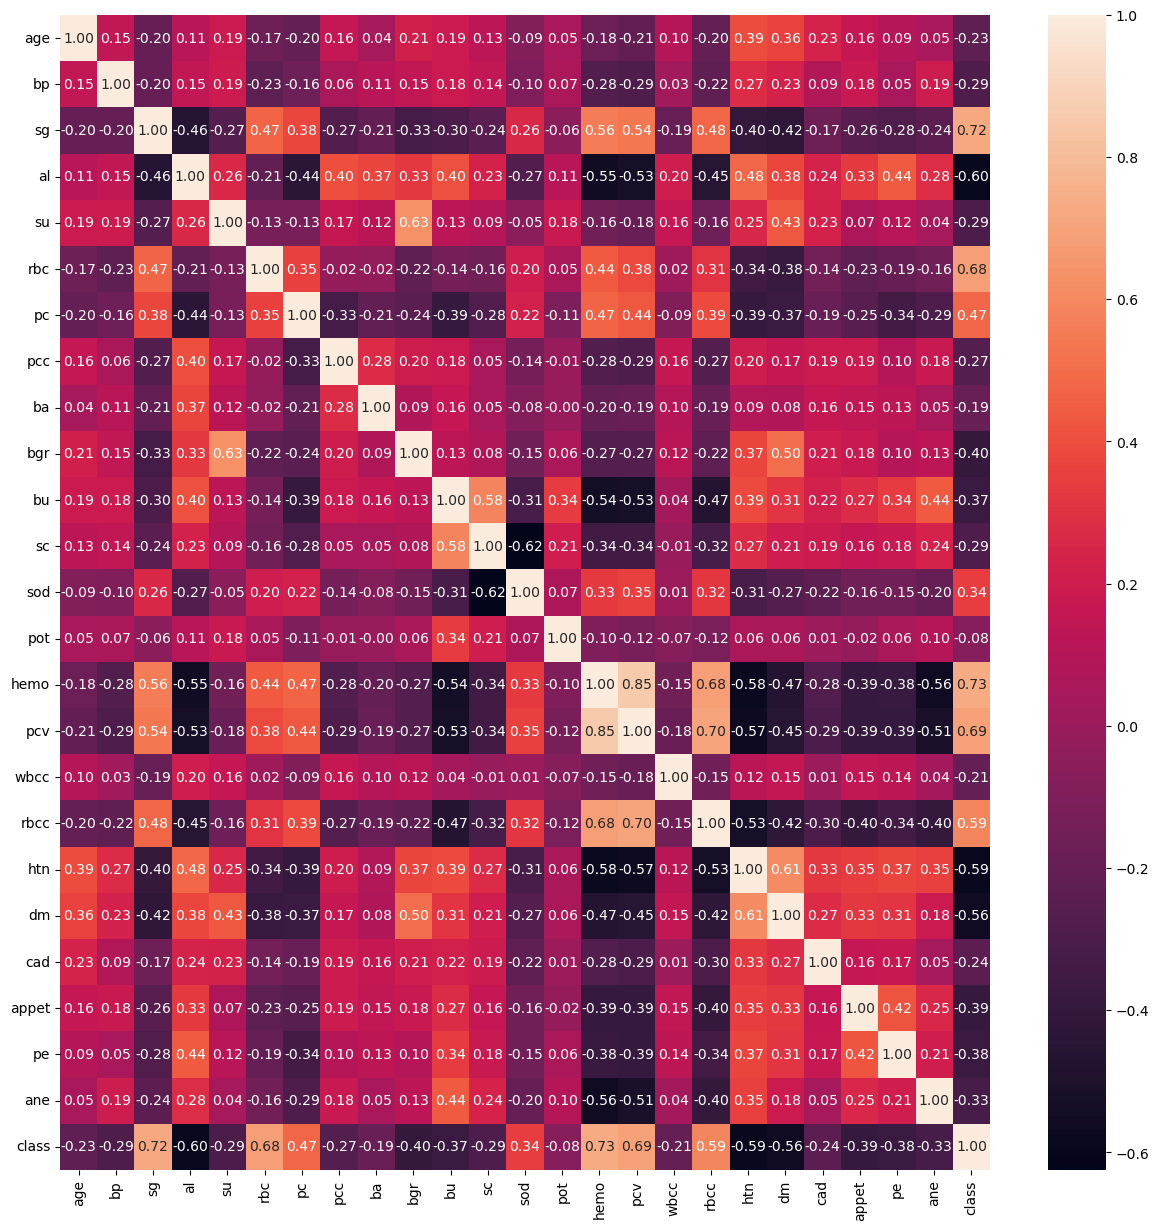 age 1.00 0.15 -0.20 0.11 0.19 -0.17 -0.20 0.16 0.04 0.21 0.19 0.13 -0.09 0.05 -0.18 -0.21 0.10 -0.20 0.39 0.36 0.23 0.16 0.09 0.05 -0.23
bp 0.15 1.00 -0.20 0.15 0.19 -0.23 -0.16 0.06 0.11 0.15 0.18 0.14 -0.10 0.07 -0.28 -0.29 0.03 -0.22 0.27 0.23 0.09 0.18 0.05 0.19 -0.29
sg -0.20 -0.20 1.00 -0.46 -0.27 0.47 0.38 -0.27 -0.21 -0.33 -0.30 -0.24 0.26 -0.06 0.56 0.54 -0.19 0.48 -0.40 -0.42 -0.17 -0.26 -0.28 -0.24 0.72
al 0.11 0.15 -0.46 1.00 0.26 -0.21 -0.44 0.40 0.37 0.33 0.40 0.23 -0.27 0.11 -0.55 -0.53 0.20 -0.45 0.48 0.38 0.24 0.33 0.44 0.28 -0.60
su 0.19 0.19 -0.27 0.26 1.00 -0.13 -0.13 0.17 0.12 0.63 0.13 0.09 -0.05 0.18 -0.16 -0.18 0.16 -0.16 0.25 0.43 0.23 0.07 0.12 0.04 -0.29
rbc -0.17 -0.23 0.47 -0.21 -0.13 1.00 0.35 -0.02 -0.02 -0.22 -0.14 -0.16 0.20 0.05 0.44 0.38 0.02 0.31 -0.34 -0.38 -0.14 -0.23 -0.19 -0.16 0.68
pc -0.20 -0.16 0.38 -0.44 -0.13 0.35 1.00 -0.33 -0.21 -0.24 -0.39 -0.28 0.22 -0.11 0.47 0.44 -0.09 0.39 -0.39 -0.37 -0.19 -0.25 -0.34 -0.29 0.47
pcc 0.16 0.06 -0.27 0.40 0.17 -0.02 -0.33 1.00 0.28 0.20 0.18 0.05 -0.14 -0.01 -0.28 -0.29 0.16 -0.27 0.20 0.17 0.19 0.19 0.10 0.18 -0.27
ba 0.04 0.11 -0.21 0.37 0.12 -0.02 -0.21 0.28 1.00 0.09 0.16 0.05 -0.08 -0.00 -0.20 -0.19 0.10 -0.19 0.09 0.08 0.16 0.15 0.13 0.05 -0.19
bgr 0.21 0.15 -0.33 0.33 0.63 -0.22 -0.24 0.20 0.09 1.00 0.13 0.08 -0.15 0.06 -0.27 -0.27 0.12 -0.22 0.37 0.50 0.21 0.18 0.10 0.13 -0.40
bu 0.19 0.18 -0.30 0.40 0.13 -0.14 -0.39 0.18 0.16 0.13 1.00 0.58 -0.31 0.34 -0.54 -0.53 0.04 -0.47 0.39 0.31 0.22 0.27 0.34 0.44 -0.37
sc 0.13 0.14 -0.24 0.23 0.09 -0.16 -0.28 0.05 0.05 0.08 0.58 1.00 -0.62 0.21 -0.34 -0.34 -0.01 -0.32 0.27 0.21 0.19 0.16 0.18 0.24 -0.29
sod -0.09 -0.10 0.26 -0.27 -0.05 0.20 0.22 -0.14 -0.08 -0.15 -0.31 -0.62 1.00 0.07 0.33 0.35 0.01 0.32 -0.31 -0.27 -0.22 -0.16 -0.15 -0.20 0.34
pot 0.05 0.07 -0.06 0.11 0.18 0.05 -0.11 -0.01 -0.00 0.06 0.34 0.21 0.07 1.00 -0.10 -0.12 -0.07 -0.12 0.06 0.06 0.01 -0.02 0.06 0.10 -0.08
hemo -0.18 -0.28 0.56 -0.55 -0.16 0.44 0.47 -0.28 -0.20 -0.27 -0.54 -0.34 0.33 -0.10 1.00 0.85 -0.15 0.68 -0.58 -0.47 -0.28 -0.39 -0.38 -0.56 0.73
pcv -0.21 -0.29 0.54 -0.53 -0.18 0.38 0.44 -0.29 -0.19 -0.27 -0.53 -0.34 0.35 -0.12 0.85 1.00 -0.18 0.70 -0.57 -0.45 -0.29 -0.39 -0.39 -0.51 0.69
wbcc 0.10 0.03 -0.19 0.20 0.16 0.02 -0.09 0.16 0.10 0.12 0.04 -0.01 0.01 -0.07 -0.15 -0.18 1.00 -0.15 0.12 0.15 0.01 0.15 0.14 0.04 -0.21
rbcc -0.20 -0.22 0.48 -0.45 -0.16 0.31 0.39 -0.27 -0.19 -0.22 -0.47 -0.32 0.32 -0.12 0.68 0.70 -0.15 1.00 -0.53 -0.42 -0.30 -0.40 -0.34 -0.40 0.59
htn 0.39 0.27 -0.40 0.48 0.25 -0.34 -0.39 0.20 0.09 0.37 0.39 0.27 -0.31 0.06 -0.58 -0.57 0.12 -0.53 1.00 0.61 0.33 0.35 0.37 0.35 -0.59
dm 0.36 0.23 -0.42 0.38 0.43 -0.38 -0.37 0.17 0.08 0.50 0.31 0.21 -0.27 0.06 -0.47 -0.45 0.15 -0.42 0.61 1.00 0.27 0.33 0.31 0.18 -0.56
cad 0.23 0.09 -0.17 0.24 0.23 -0.14 -0.19 0.19 0.16 0.21 0.22 0.19 -0.22 0.01 -0.28 -0.29 0.01 -0.30 0.33 0.27 1.00 0.16 0.17 0.05 -0.24
appet 0.16 0.18 -0.26 0.33 0.07 -0.23 -0.25 0.19 0.15 0.18 0.27 0.16 -0.16 -0.02 -0.39 -0.39 0.15 -0.40 0.35 0.33 0.16 1.00 0.42 0.25 -0.39
pe 0.09 0.05 -0.28 0.44 0.12 -0.19 -0.34 0.10 0.13 0.10 0.34 0.18 -0.15 0.06 -0.38 -0.39 0.14 -0.34 0.37 0.31 0.17 0.42 1.00 0.21 -0.38
ane 0.05 0.19 -0.24 0.28 0.04 -0.16 -0.29 0.18 0.05 0.13 0.44 0.24 -0.20 0.10 -0.56 -0.51 0.04 -0.40 0.35 0.18 0.05 0.25 0.21 1.00 -0.33
class -0.23 -0.29 0.72 -0.60 -0.29 0.68 0.47 -0.27 -0.19 -0.40 -0.37 -0.29 0.34 -0.08 0.73 0.69 -0.21 0.59 -0.59 -0.56 -0.24 -0.39 -0.38 -0.33 1.00
age bp sg al su rbc pc pcc ba bgr bu sc sod pot hemo pcv wbcc rbcc htn dm cad appet pe ane class
1.0
0.8
0.6
0.4
0.2
0.0
−0.2
−0.4
−0.6